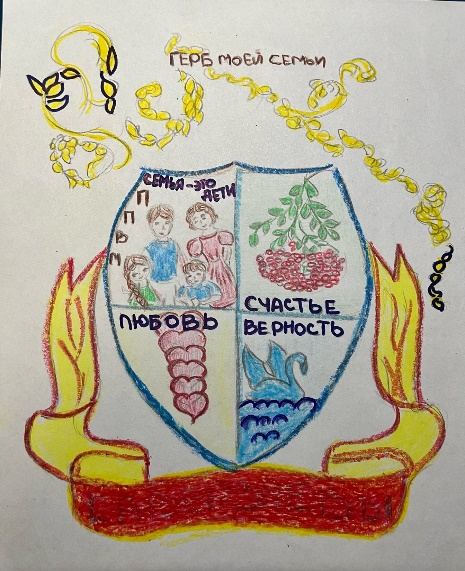 ГЕРБ МОЕЙ СЕМЬИ
СЕМЬЯ-ЭТО
ДЕТИ
П
П
В
М
ЛЮБОВЬ
СЧАСТЬЕ
ВЕРНОСТЬ